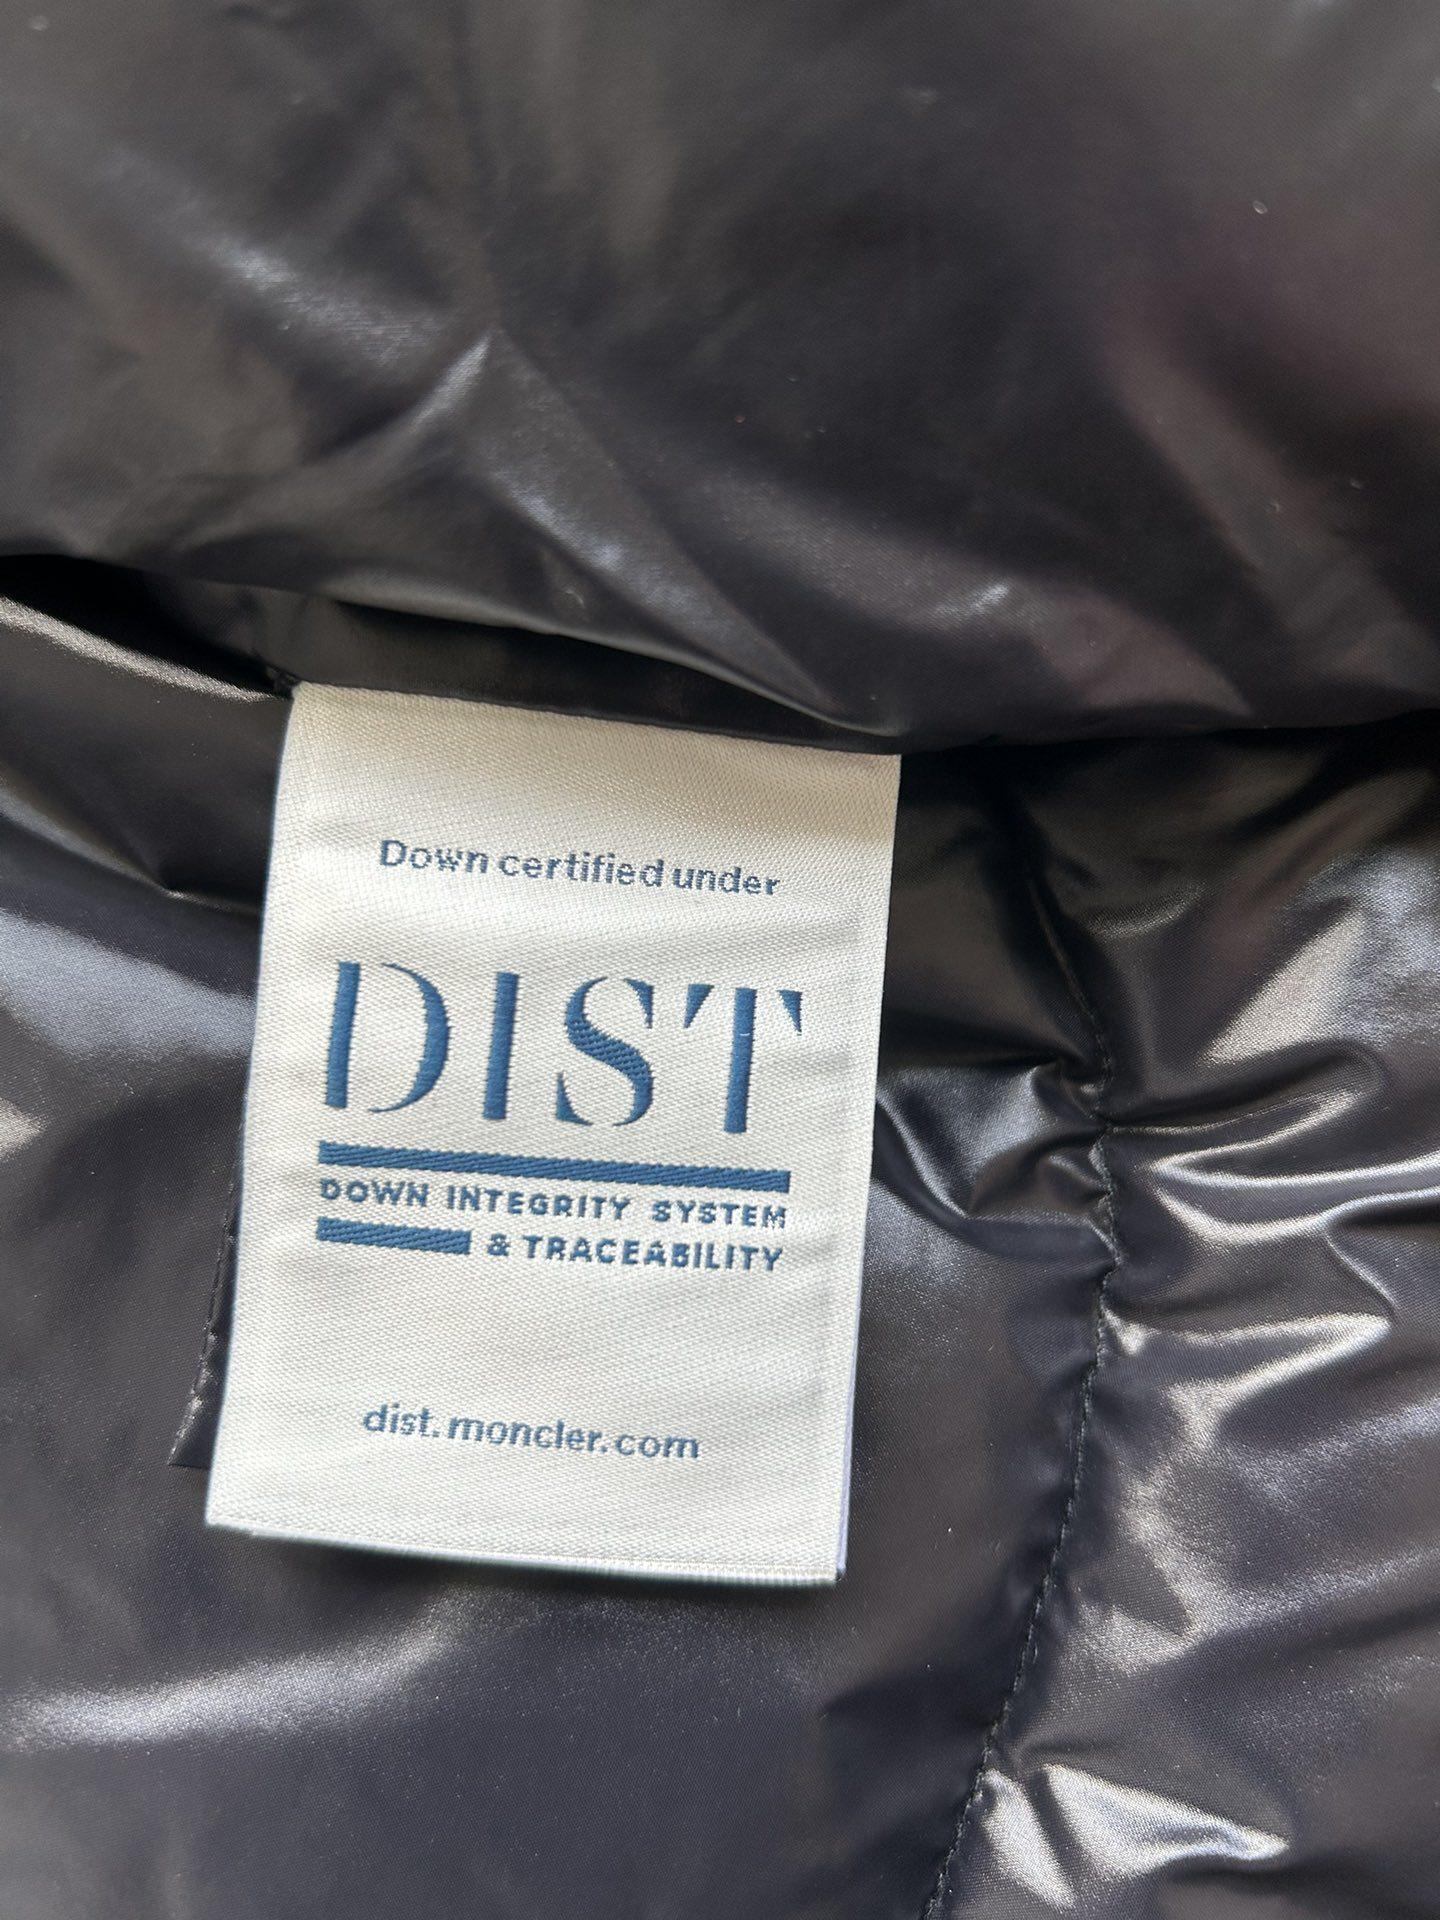 Down certified under
DIST
DOWN INTEGRITY SYSTEM
& TRACEABILITY
dist.moncler.com